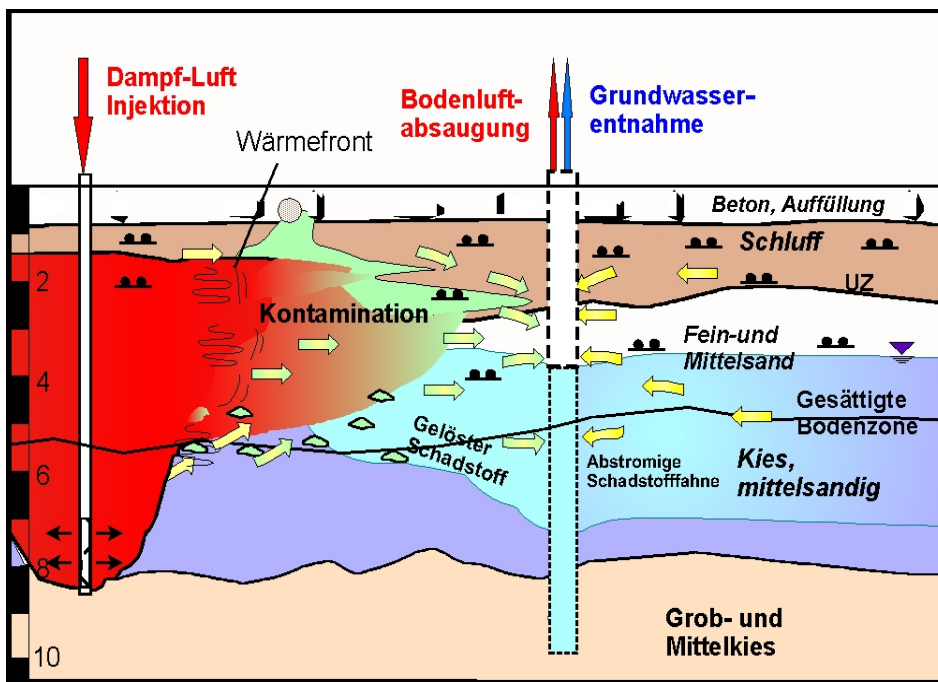 Dampf-Luft
Injektion
Wärmefront
Bodenluft-
absaugung
Grundwasser-
entnahme
Beton, Auffüllung
Schluff
UZ
2
Kontamination
Fein-und
Mittelsand
4
Gesättigte
Bodenzone
Gelöster
Schadstoff
Abstromige
Schadstofffahne
Kies,
mittelsandig
6
8
Grob- und
Mittelkies
10